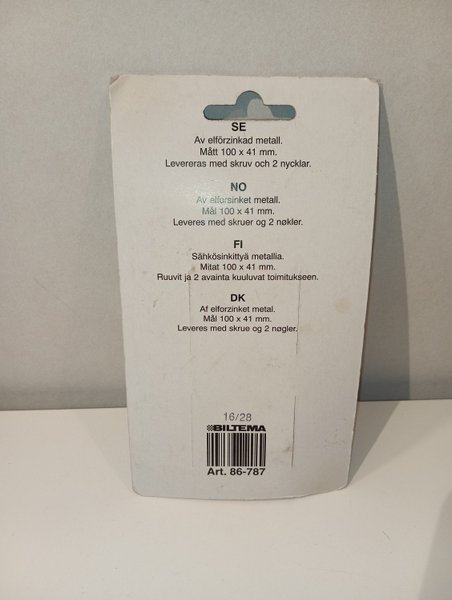 SE
Av elförzinkad metall.
Mått 100 x 41 mm.
Levereras med skruv och 2 nycklar.
NO
Av elforsinket metall.
Mål 100 x 41 mm.
Leveres med skruer og 2 nøkler.
FI
Sähkösinkittyä metallia.
Mitat 100 x 41 mm.
Ruuvit ja 2 avainta kuuluvat toimitukseen.
DK
Af elforzinket metal.
Mål 100 x 41 mm.
Leveres med skrue og 2 nøgler.
16/28
BILTEMA
Art. 86-787